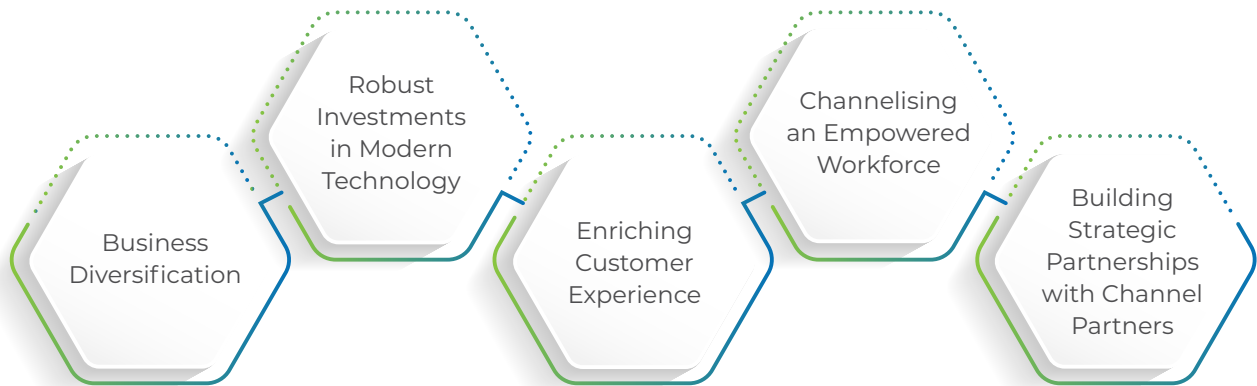 Business
Diversification
Robust
Investments
in Modern
Technology
Enriching
Customer
Experience
Channelising
an Empowered
Workforce
Building
Strategic
Partnerships
with Channel
Partners